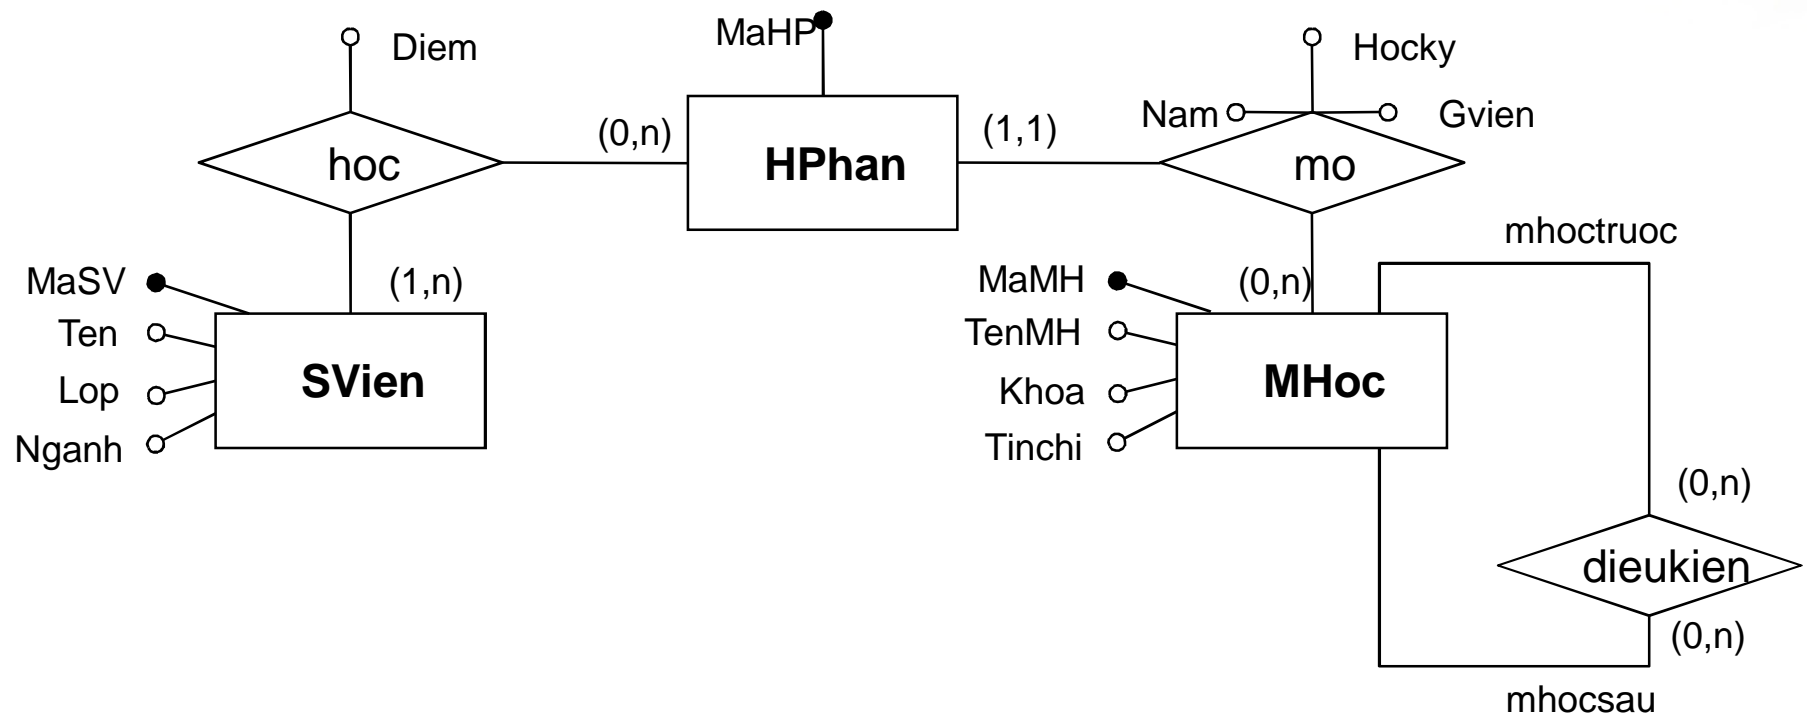 MaHP
Diem
Hocky
Nam
Gvien
(0,n)
(1,1)
hoc
HPhan
mo
mhoctruoc
MaSV
(1,n)
MaMH
(0,n)
Ten
TenMH
SVien
MHoc
Lop
Khoa
Nganh
Tinchi
(0,n)
dieukien
(0,n)
mhocsau